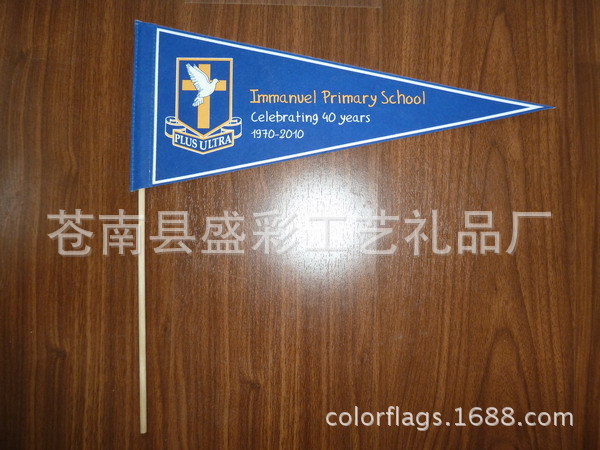 Immanuel Primary School
Celebrating 40 years
1970-2010
PLUS ULTRA
苍南县盛彩工艺礼品厂
colorflags.1688.com